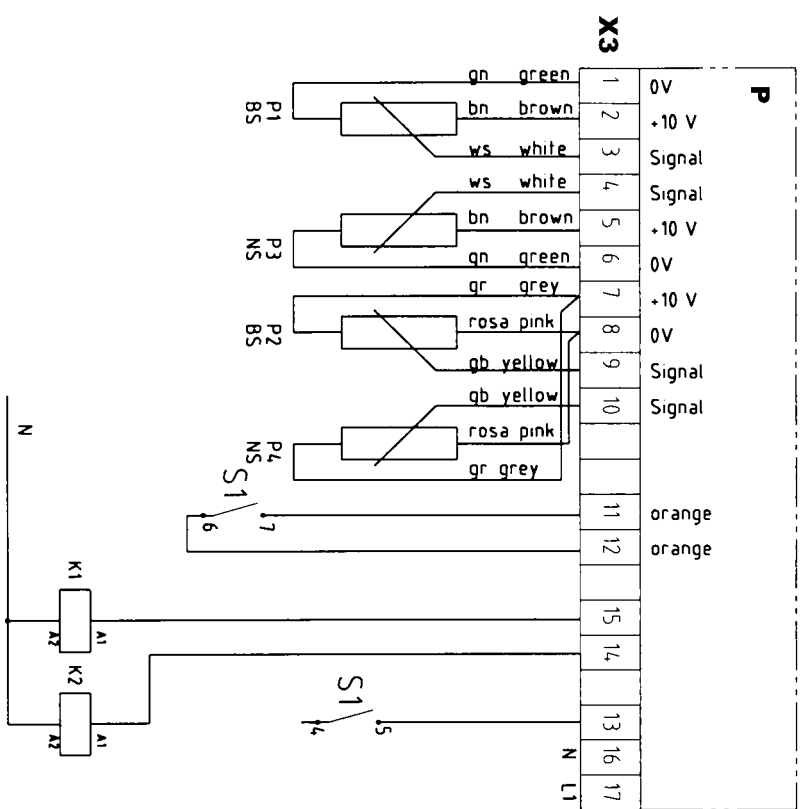 X3
P
gn green 1 0V
bn brown 2 +10 V
P1
BS
ws white 3 Signal
ws white 4 Signal
bn brown 5 +10 V
P3
NS
gn green 6 0V
gr grey 7 +10 V
rosa pink 8 0V
P2
BS
gb yellow 9 Signal
gb yellow 10 Signal
rosa pink
P4
NS
gr grey
S1
6 7
11 orange
12 orange
N
K1
A2 A1
15
14
K2
A2 A1
S1
4 5
13
N 16
L1 17